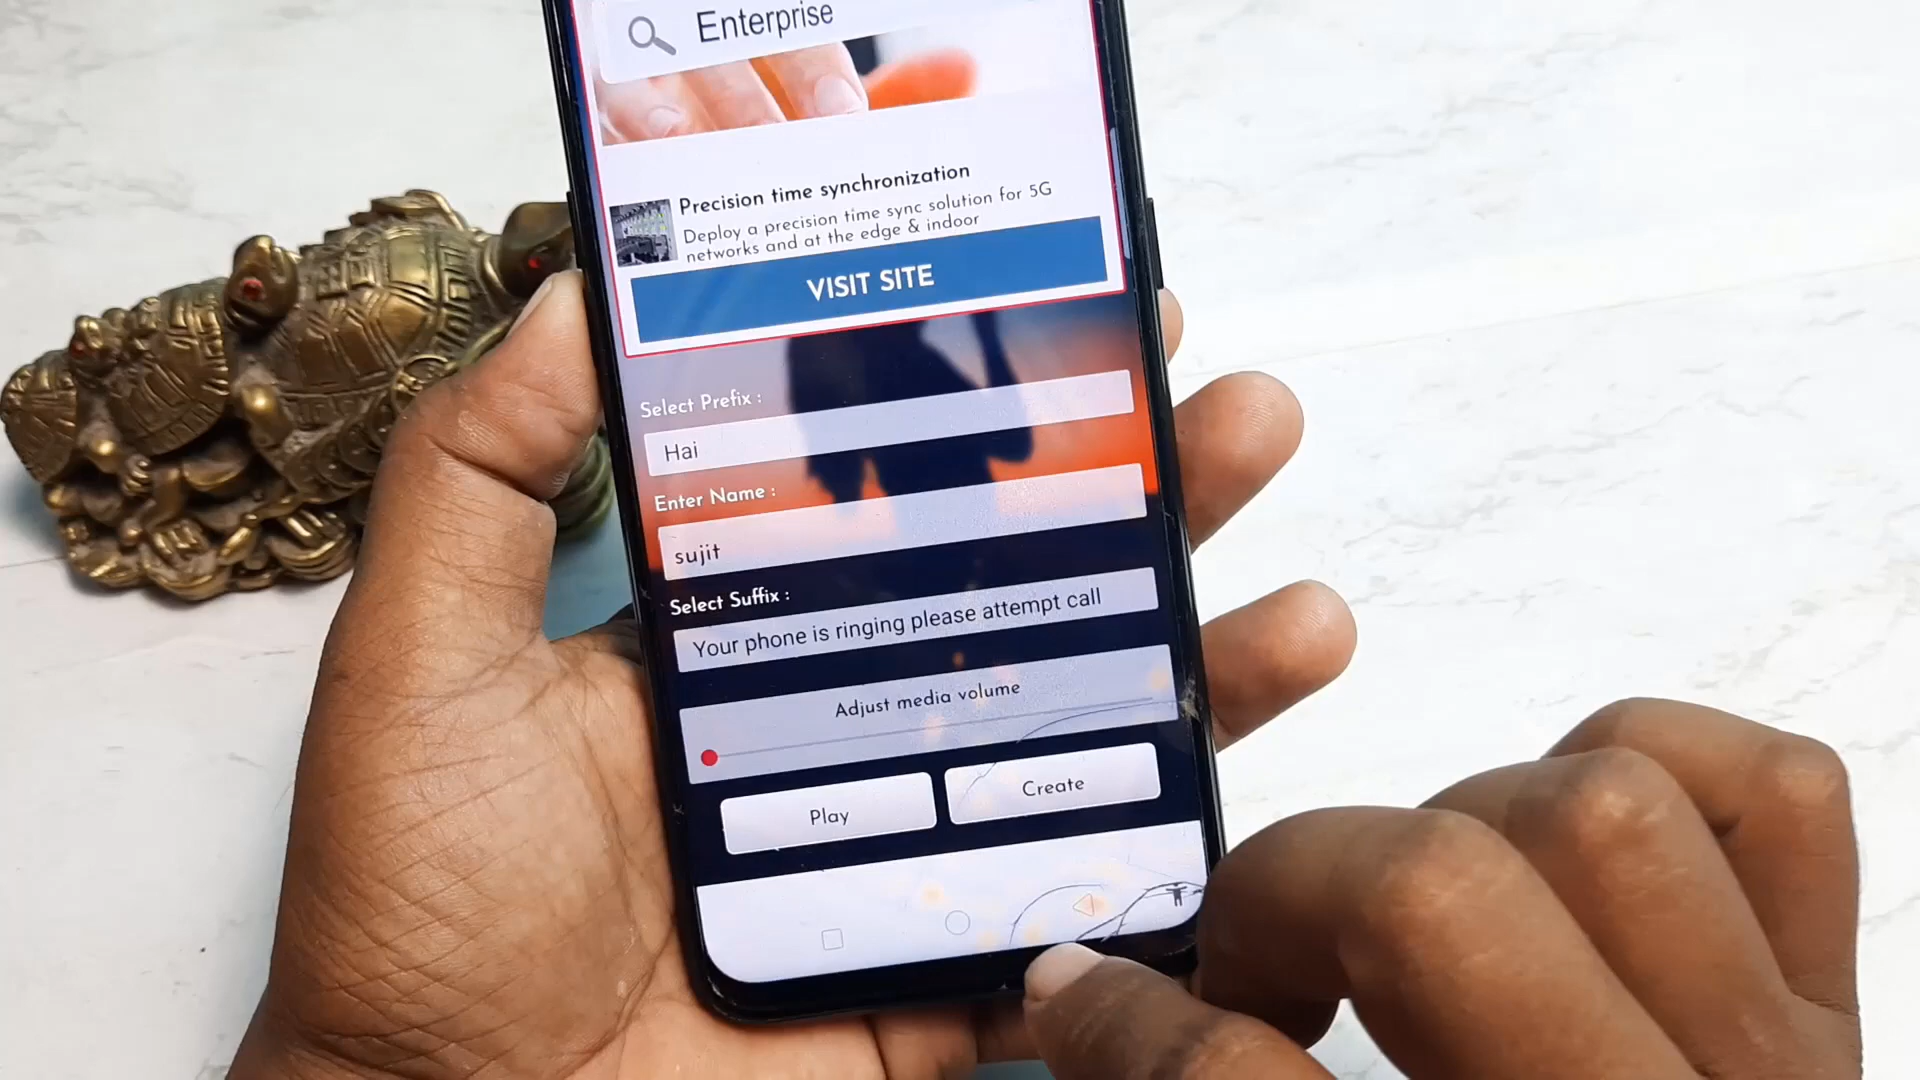 Enterprise
Precision time synchronization
Deploy a precision time sync solution for 5G
networks and at the edge & indoor
VISIT SITE
Select Prefix :
Hai
Enter Name :
sujit
Select Suffix :
Your phone is ringing please attempt call
Adjust media volume
Play
Create